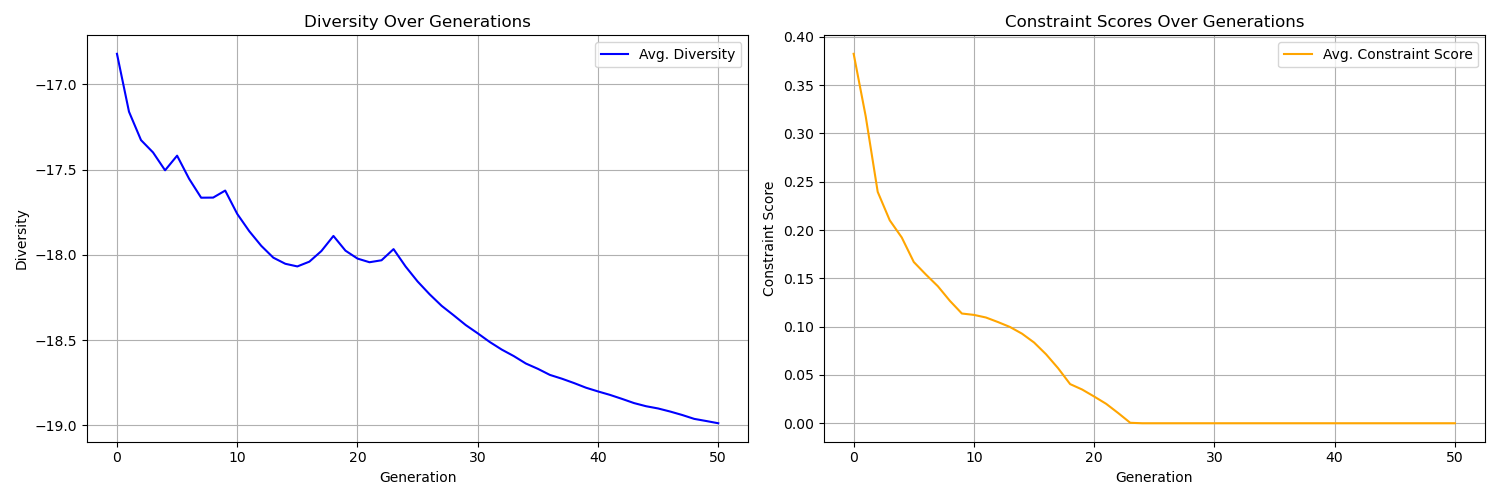 Diversity Over Generations
Avg. Diversity
Diversity
−17.0
−17.5
−18.0
−18.5
−19.0
0 10 20 30 40 50
Generation
Constraint Scores Over Generations
Avg. Constraint Score
Constraint Score
0.40
0.35
0.30
0.25
0.20
0.15
0.10
0.05
0.00
0 10 20 30 40 50
Generation